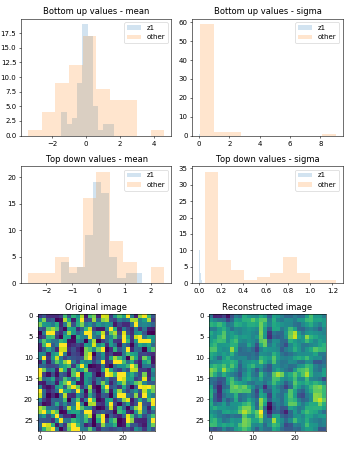 Bottom up values - mean
17.5
15.0
12.5
10.0
7.5
5.0
2.5
0.0
−2 0 2 4
z1
other
Bottom up values - sigma
60
50
40
30
20
10
0
0 2 4 6 8
z1
other
Top down values - mean
20
15
10
5
0
−2 −1 0 1 2
z1
other
Top down values - sigma
35
30
25
20
15
10
5
0
0.0 0.2 0.4 0.6 0.8 1.0 1.2
z1
other
Original image
0
5
10
15
20
25
0 10 20
Reconstructed image
0
5
10
15
20
25
0 10 20